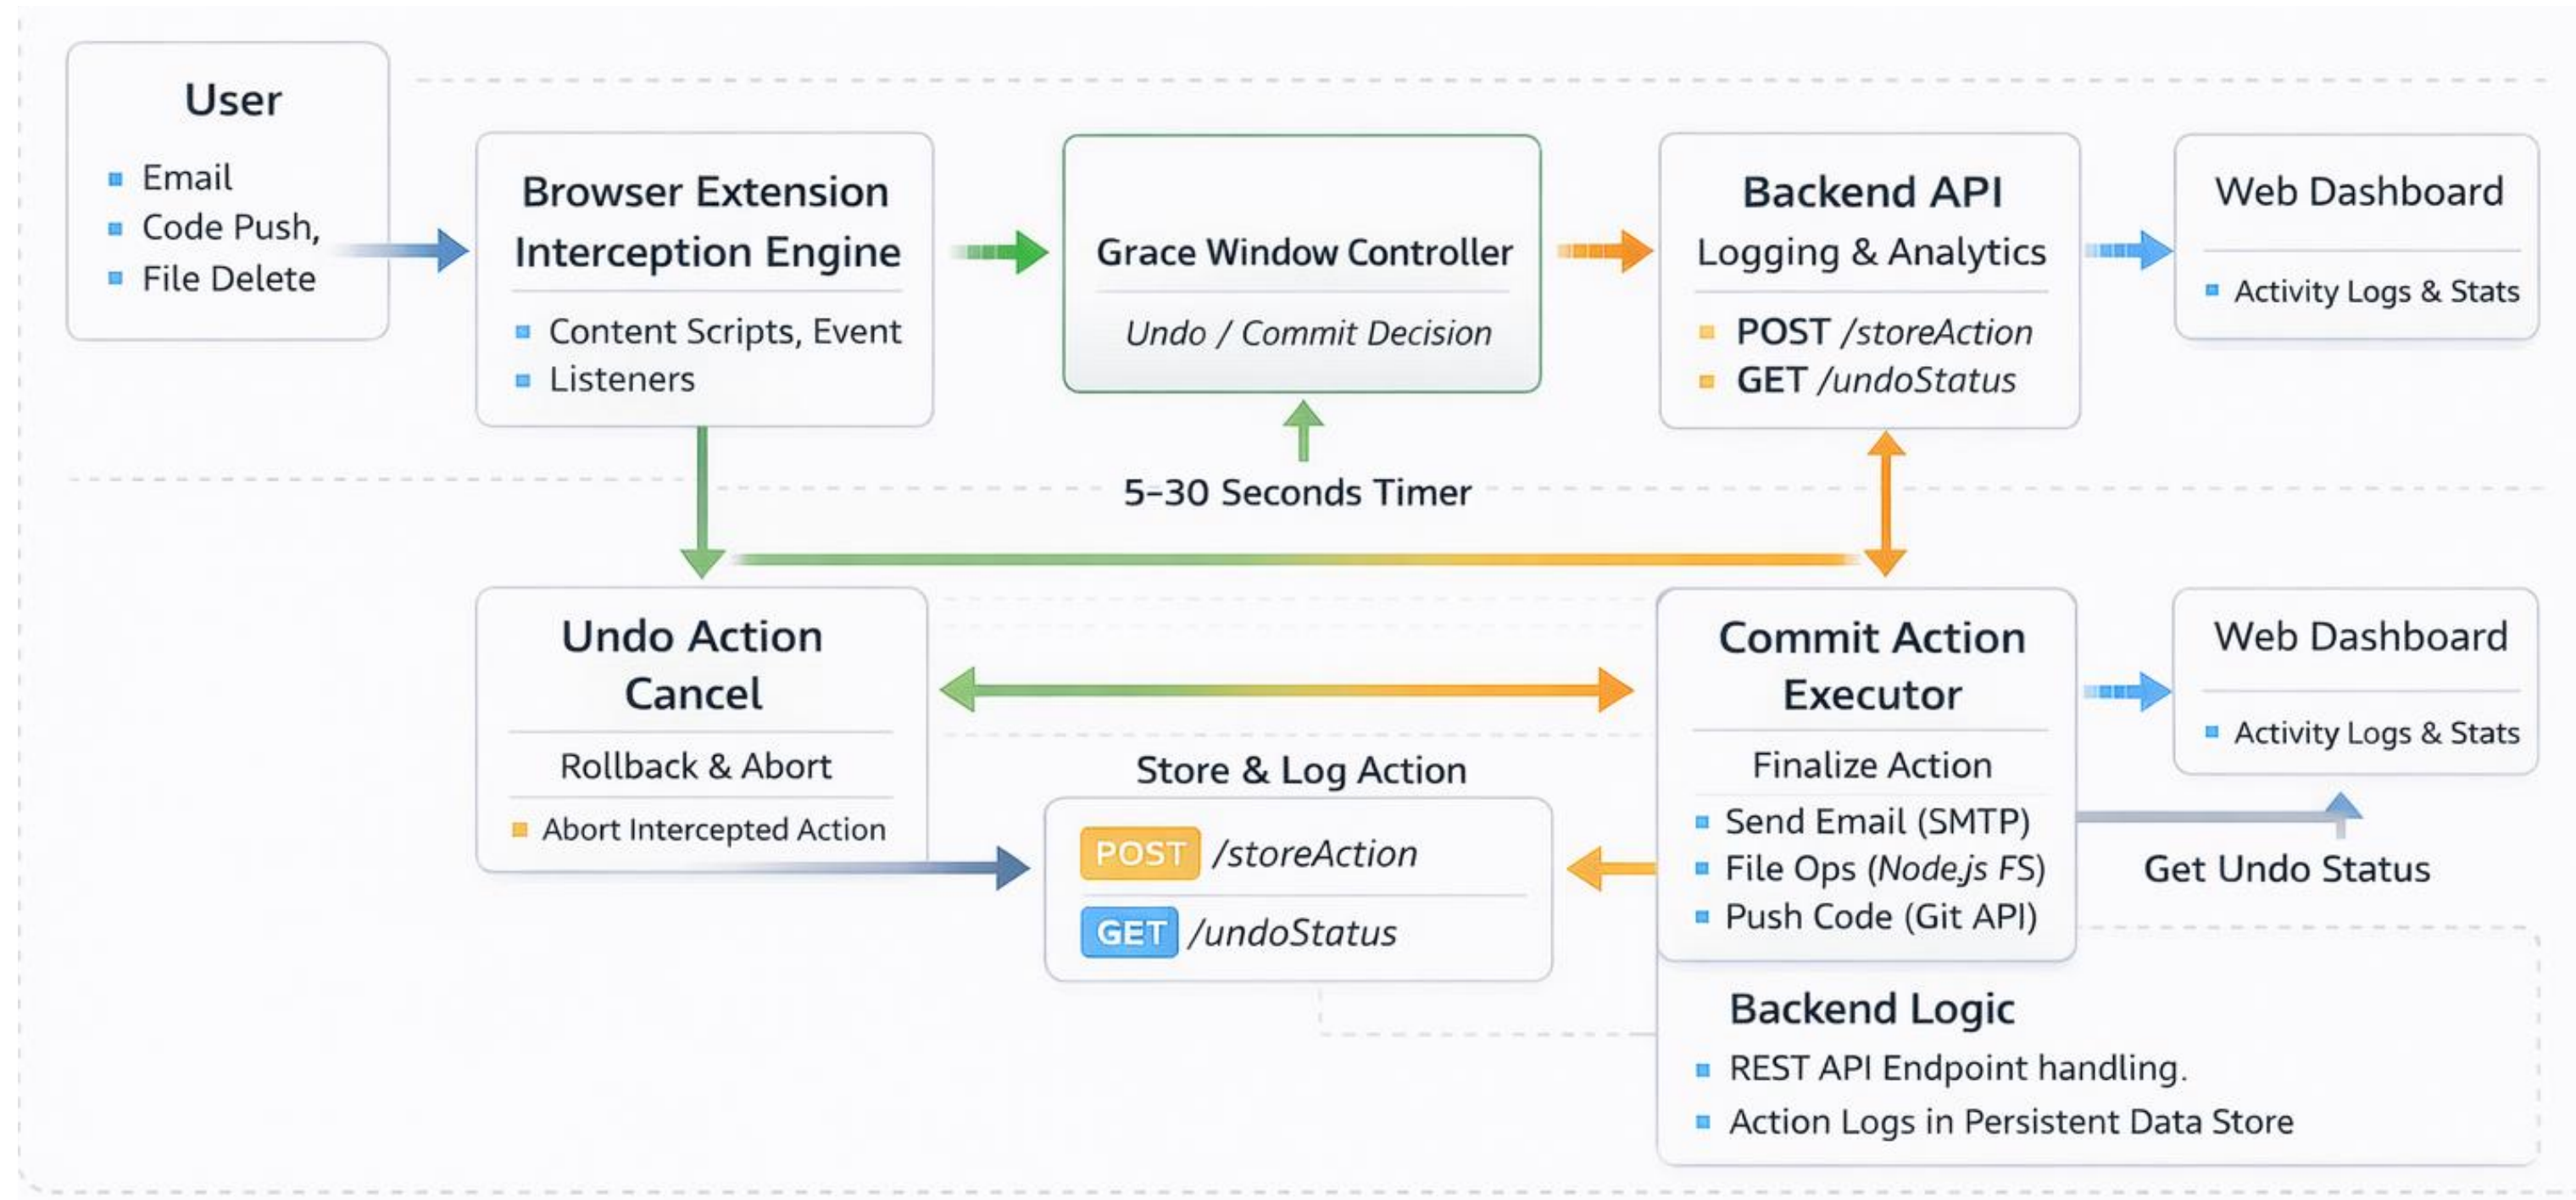 User
Email
Code Push,
File Delete
Browser Extension
Interception Engine
Content Scripts, Event
Listeners
Grace Window Controller
Undo / Commit Decision
5–30 Seconds Timer
Backend API
Logging & Analytics
POST /storeAction
GET /undoStatus
Web Dashboard
Activity Logs & Stats
Undo Action
Cancel
Rollback & Abort
Abort Intercepted Action
Store & Log Action
POST /storeAction
GET /undoStatus
Commit Action
Executor
Finalize Action
Send Email (SMTP)
File Ops (Node.js FS)
Push Code (Git API)
Web Dashboard
Activity Logs & Stats
Get Undo Status
Backend Logic
REST API Endpoint handling.
Action Logs in Persistent Data Store